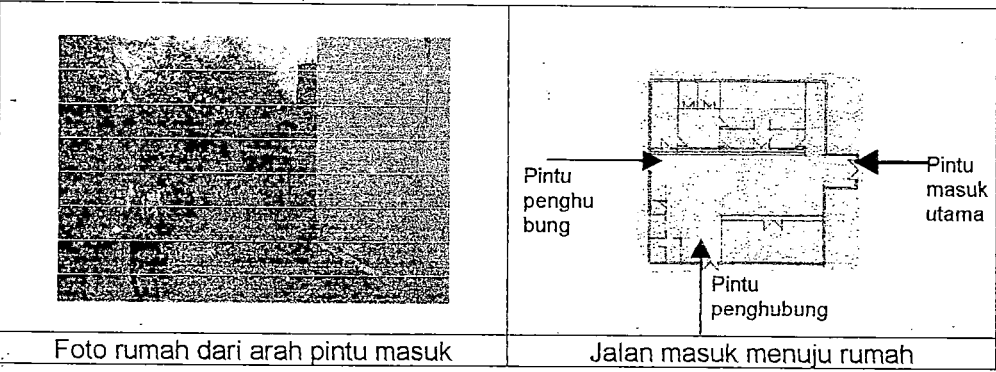 Pintu
penghu
bung
Pintu
masuk
utama
Pintu
penghubung
Foto rumah dari arah pintu masuk
Jalan masuk menuju rumah